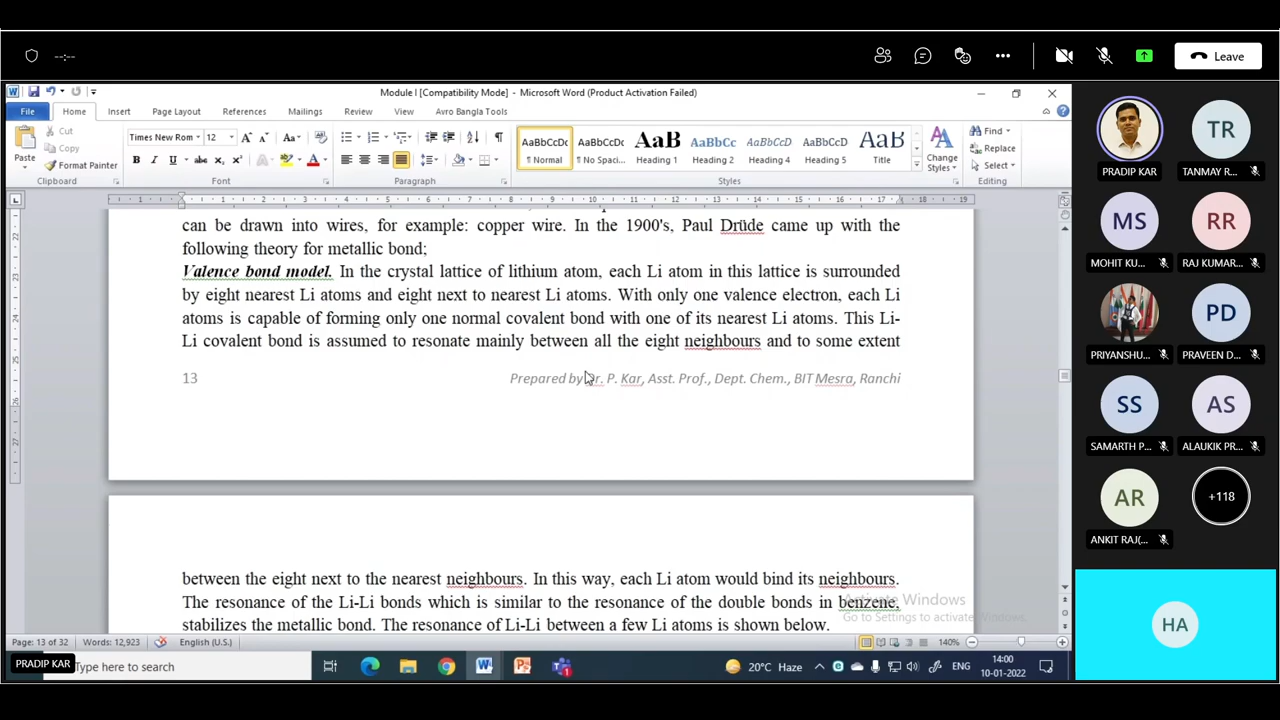 --:--
Leave
Module I [Compatibility Mode] - Microsoft Word (Product Activation Failed)
File Home Insert Page Layout References Mailings Review View Avro Bangla Tools
Cut
Copy
Format Painter
Paste
Times New Rom 12
AaBbCcDc AaBbCcDc AaB AaBbCc AaBbCcDc AaBbCcDc AaB
¶ Normal ¶ No Spaci... Heading 1 Heading 2 Heading 4 Heading 5 Title
Change Styles
Find
Replace
Select
Clipboard Font Paragraph Styles Editing
can be drawn into wires, for example: copper wire. In the 1900's, Paul Drüde came up with the
following theory for metallic bond;
Valence bond model. In the crystal lattice of lithium atom, each Li atom in this lattice is surrounded
by eight nearest Li atoms and eight next to nearest Li atoms. With only one valence electron, each Li
atoms is capable of forming only one normal covalent bond with one of its nearest Li atoms. This Li-
Li covalent bond is assumed to resonate mainly between all the eight neighbours and to some extent
13 Prepared by Dr. P. Kar, Asst. Prof., Dept. Chem., BIT Mesra, Ranchi
between the eight next to the nearest neighbours. In this way, each Li atom would bind its neighbours.
The resonance of the Li-Li bonds which is similar to the resonance of the double bonds in benzene,
stabilizes the metallic bond. The resonance of Li-Li between a few Li atoms is shown below.
Activate Windows
Go to Settings to activate Windows.
Page: 13 of 32 Words: 12,923 English (U.S.) 140%
PRADIP KAR
Type here to search
20°C Haze
ENG
14:00
10-01-2022
PRADIP KAR
TR
TANMAY R...
MS
MOHIT KU...
RR
RAJ KUMAR...
PRIYANSHU...
PD
PRAVEEN D...
SS
SAMARTH P...
AS
ALAUKIK PR...
AR
ANKIT RAJ(...
+118
HA